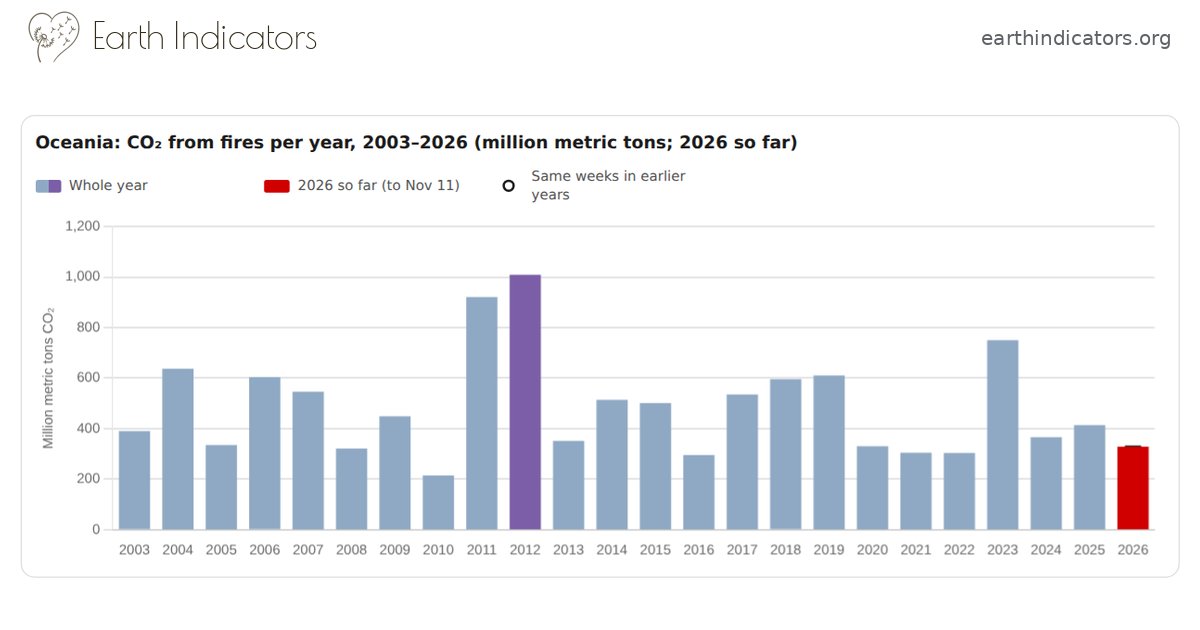 Earth Indicators
earthindicators.org
Oceania: CO₂ from fires per year, 2003–2026 (million metric tons; 2026 so far)
Whole year
2026 so far (to Nov 11)
Same weeks in earlier
years
Million metric tons CO₂
1,200
1,000
800
600
400
200
0
2003 2004 2005 2006 2007 2008 2009 2010 2011 2012 2013 2014 2015 2016 2017 2018 2019 2020 2021 2022 2023 2024 2025 2026